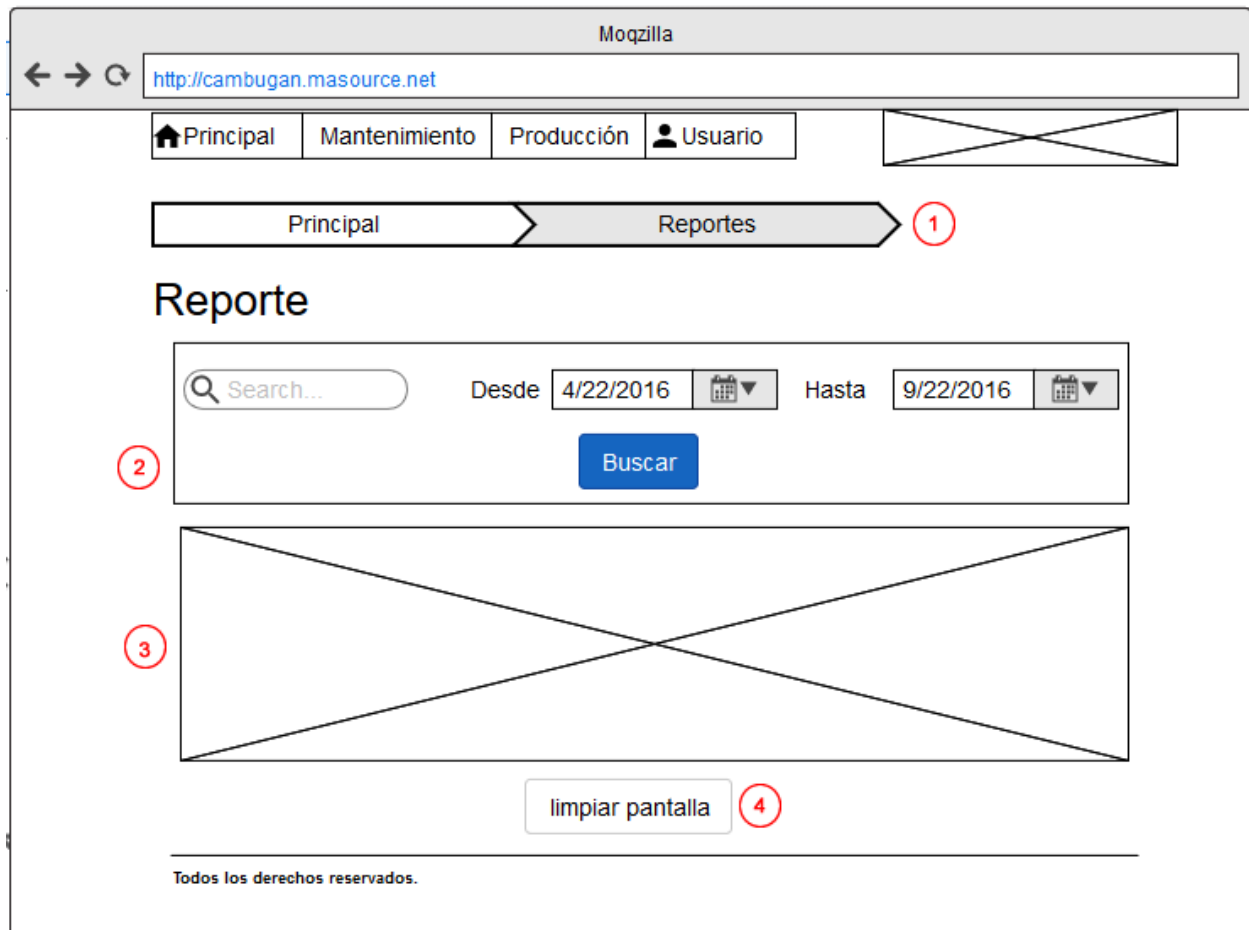 Moqzilla
http://cambugan.masource.net
Principal Mantenimiento Producción Usuario
Principal Reportes 1
Reporte
Search... Desde 4/22/2016 Hasta 9/22/2016
Buscar
2
3
limpiar pantalla 4
Todos los derechos reservados.